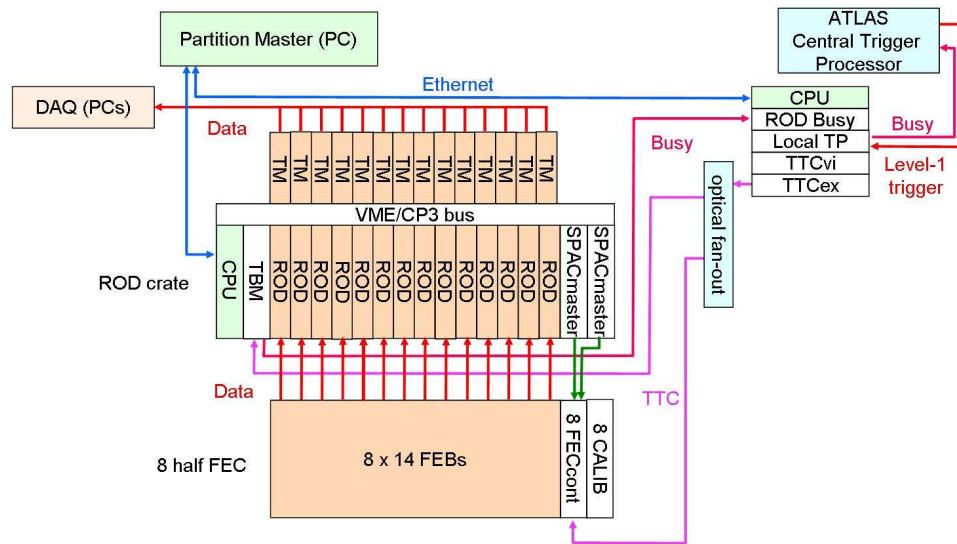 ATLAS
Central Trigger
Processor
Partition Master (PC)
Ethernet
DAQ (PCs)
Data
CPU
ROD Busy
Local TP
TTCvi
TTCex
Busy
Busy
Level-1
trigger
TM
TM
TM
TM
TM
TM
TM
TM
TM
TM
TM
TM
TM
TM
optical fan-out
VME/CP3 bus
ROD crate
CPU
TBM
ROD
ROD
ROD
ROD
ROD
ROD
ROD
ROD
ROD
ROD
ROD
ROD
ROD
ROD
SPACmaster
SPACmaster
Data
TTC
8 half FEC
8 x 14 FEBs
8 FECcont
8 CALIB